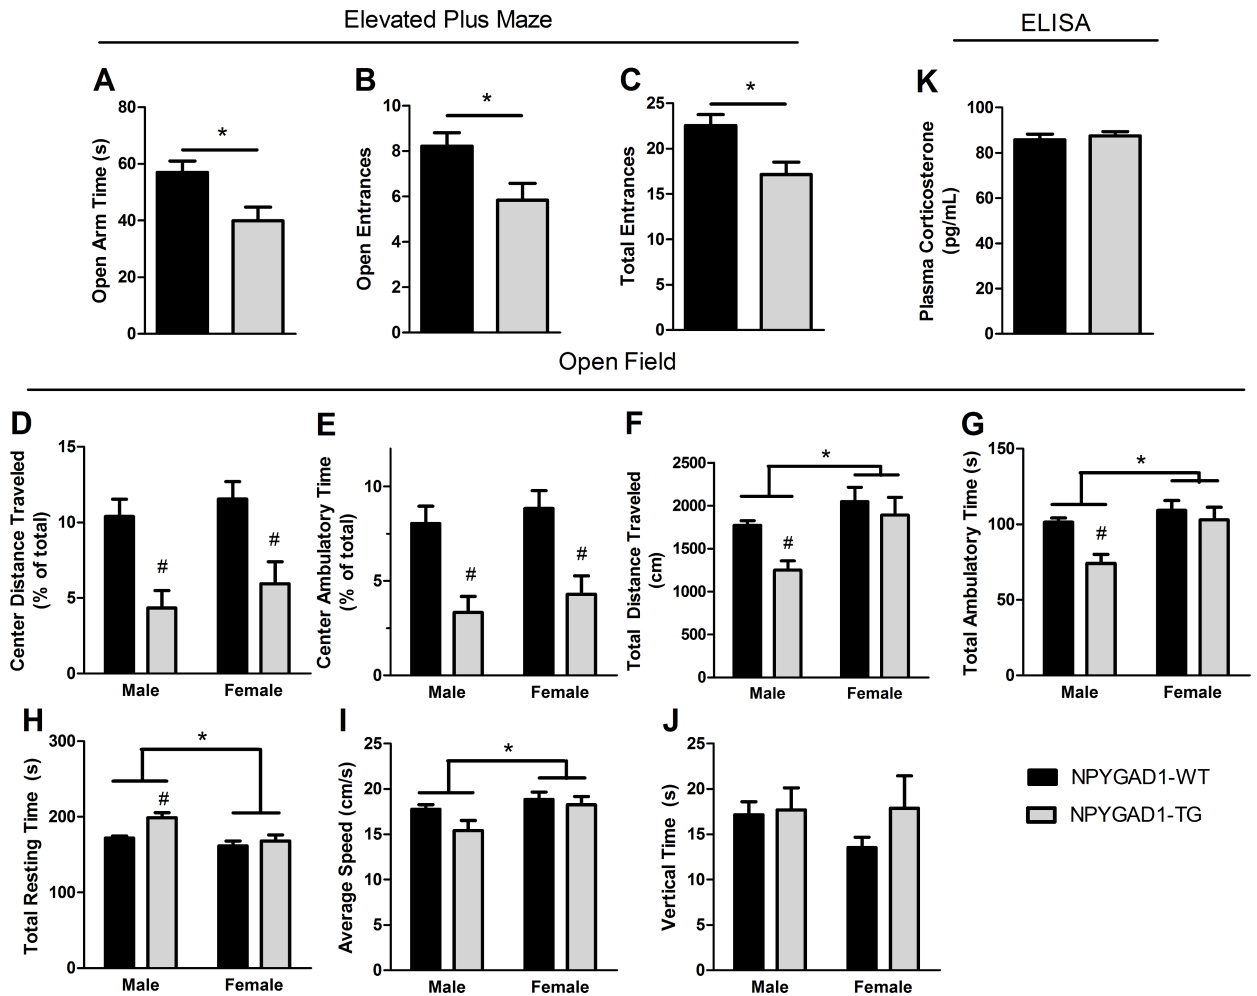 Elevated Plus Maze
ELISA
A
Open Arm Time (s)
80
60
40
20
0
*
B
Open Entrances
10
8
6
4
2
0
*
C
Total Entrances
25
20
15
10
5
0
*
K
Plasma Corticosterone
(pg/mL)
100
80
60
40
20
0
Open Field
D
Center Distance Traveled
(% of total)
15
10
5
0
#
#
Male
Female
E
Center Ambulatory Time
(% of total)
10
5
0
#
#
Male
Female
F
Total Distance Traveled
(cm)
2500
2000
1500
1000
500
0
*
#
Male
Female
G
Total Ambulatory Time (s)
150
100
50
0
*
#
Male
Female
H
Total Resting Time (s)
300
200
100
0
*
#
Male
Female
I
Average Speed (cm/s)
25
20
15
10
5
0
*
Male
Female
J
Vertical Time (s)
25
20
15
10
5
0
Male
Female
NPYGAD1-WT
NPYGAD1-TG